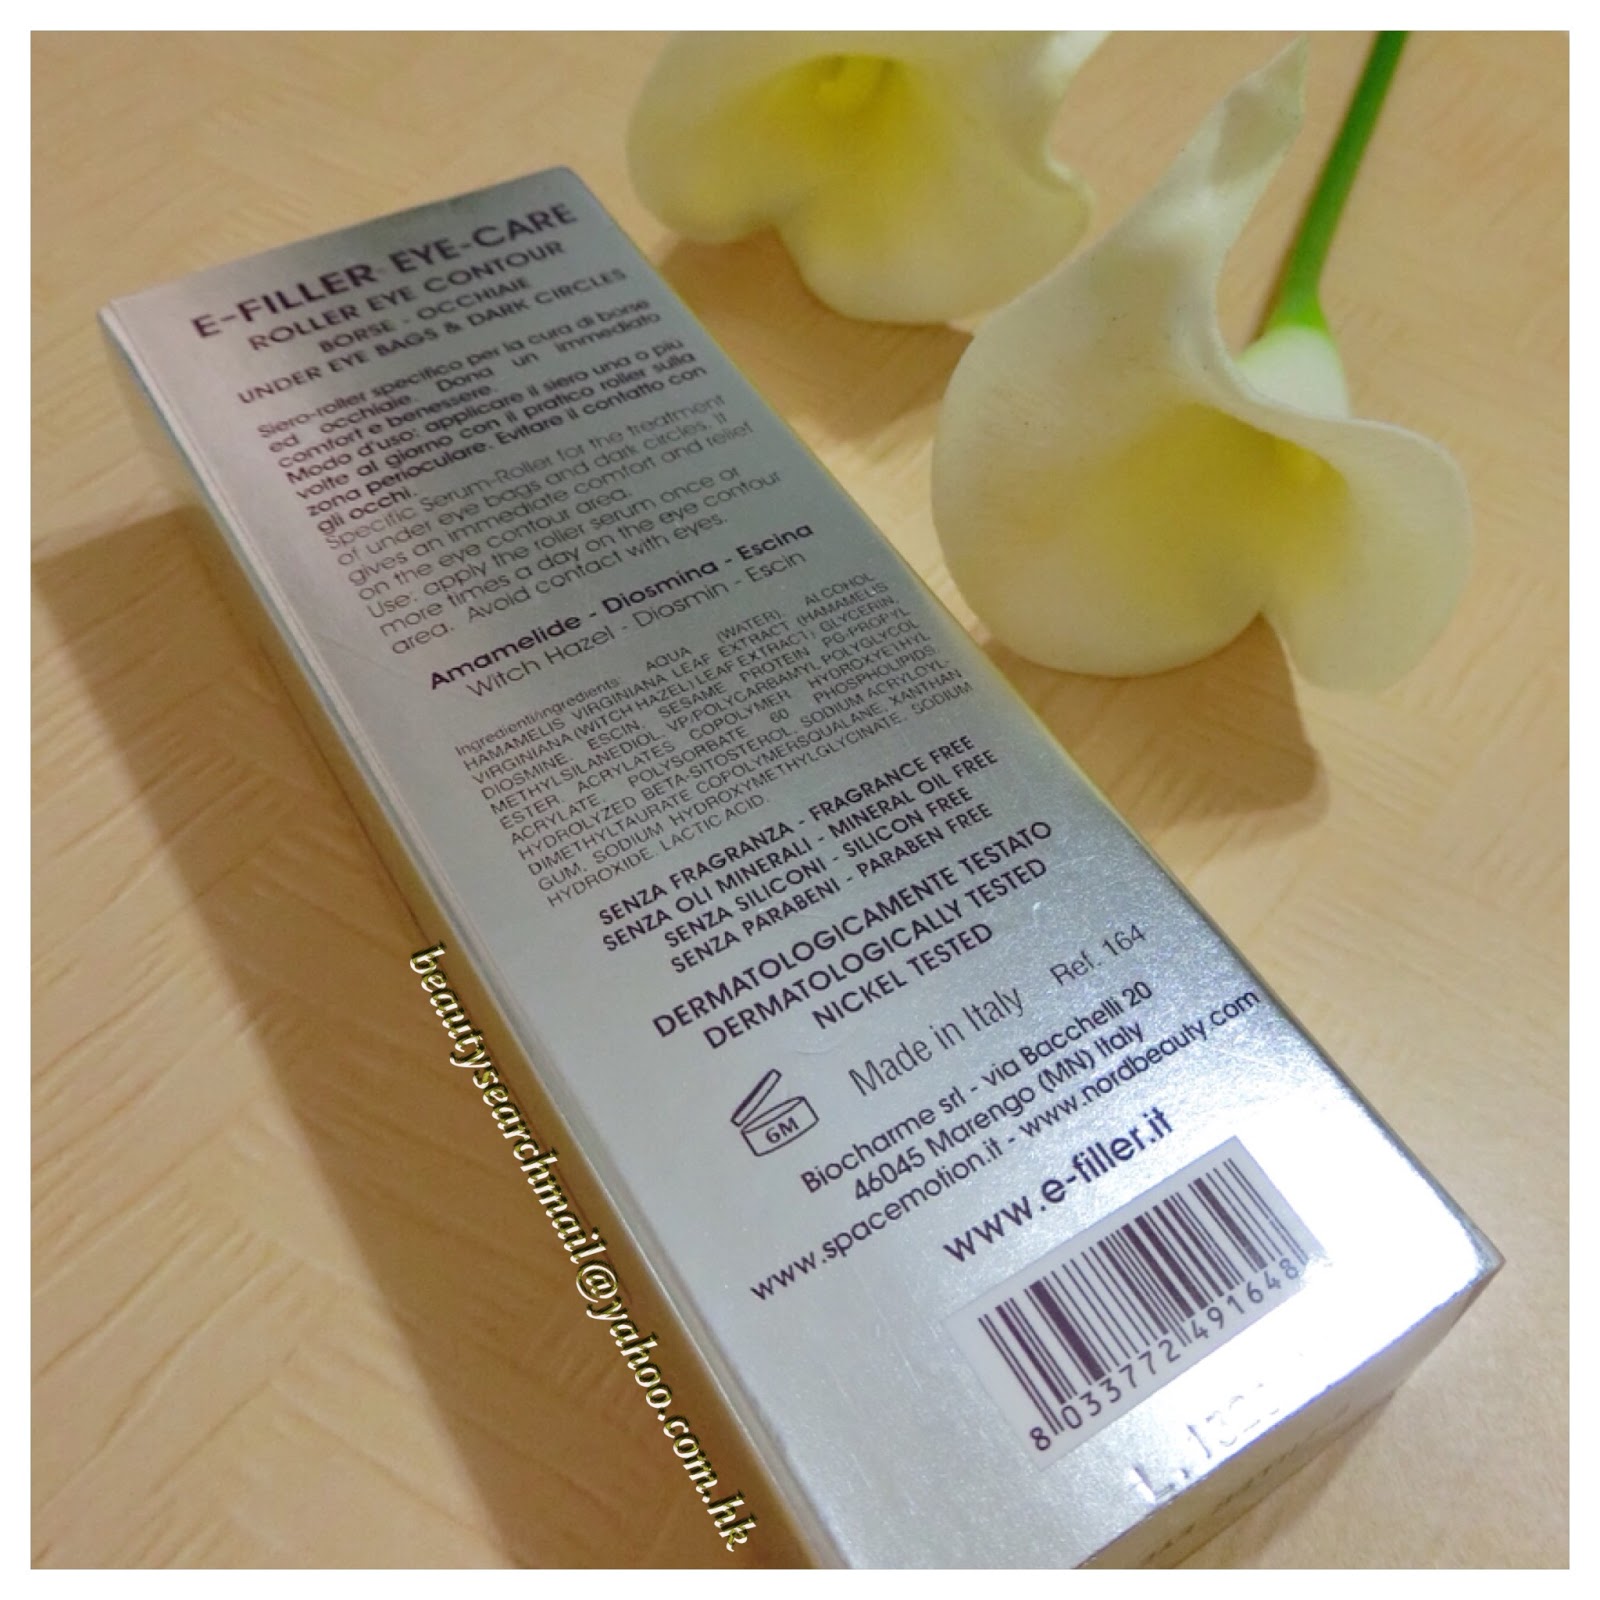 E-FILLER EYE-CARE
ROLLER EYE CONTOUR
BORSE - OCCHIAIE
UNDER EYE BAGS & DARK CIRCLES
Siero-roller specifico per la cura di borse
ed occhiaie. Dona un immediato
comfort e benessere.
Modo d'uso: applicare il siero una o più
volte al giorno con il pratico roller sulla
zona perioculare. Evitare il contatto con
gli occhi.
Specific Serum-Roller for the treatment
of under eye bags and dark circles. It
gives an immediate comfort and relief
on the eye contour area.
Use: apply the roller serum once or
more times a day on the eye contour
area. Avoid contact with eyes.
Amamelide - Diosmina - Escina
Witch Hazel - Diosmin - Escin
Ingredienti/ingredients: AQUA (WATER), ALCOHOL,
HAMAMELIS VIRGINIANA LEAF EXTRACT (HAMAMELIS
VIRGINIANA (WITCH HAZEL) LEAF EXTRACT), GLYCERIN,
DIOSMINE, ESCIN, SESAME PROTEIN PG-PROPYL
METHYLSILANEDIOL, VP/POLYCARBAMYL POLYGLYCOL
ESTER, ACRYLATES COPOLYMER HYDROXYETHYL
ACRYLATE, POLYSORBATE 60 PHOSPHOLIPIDS,
HYDROLYZED BETA-SITOSTEROL, SODIUM ACRYLOYL-
DIMETHYLTAURATE COPOLYMERSQUALANE, XANTHAN
GUM, SODIUM HYDROXYMETHYLGLYCINATE, SODIUM
HYDROXIDE, LACTIC ACID.
SENZA FRAGRANZA - FRAGRANCE FREE
SENZA OLI MINERALI - MINERAL OIL FREE
SENZA SILICONI - SILICON FREE
SENZA PARABENI - PARABEN FREE
DERMATOLOGICAMENTE TESTATO
DERMATOLOGICALLY TESTED
NICKEL TESTED
6M
Made in Italy Ref. 164
Biocharme srl - via Bacchelli 20
46045 Marengo (MN) Italy
www.spacemotion.it - www.nordbeauty.com
www.e-filler.it
8 033772 491648
beautysearchmail@yahoo.com.hk